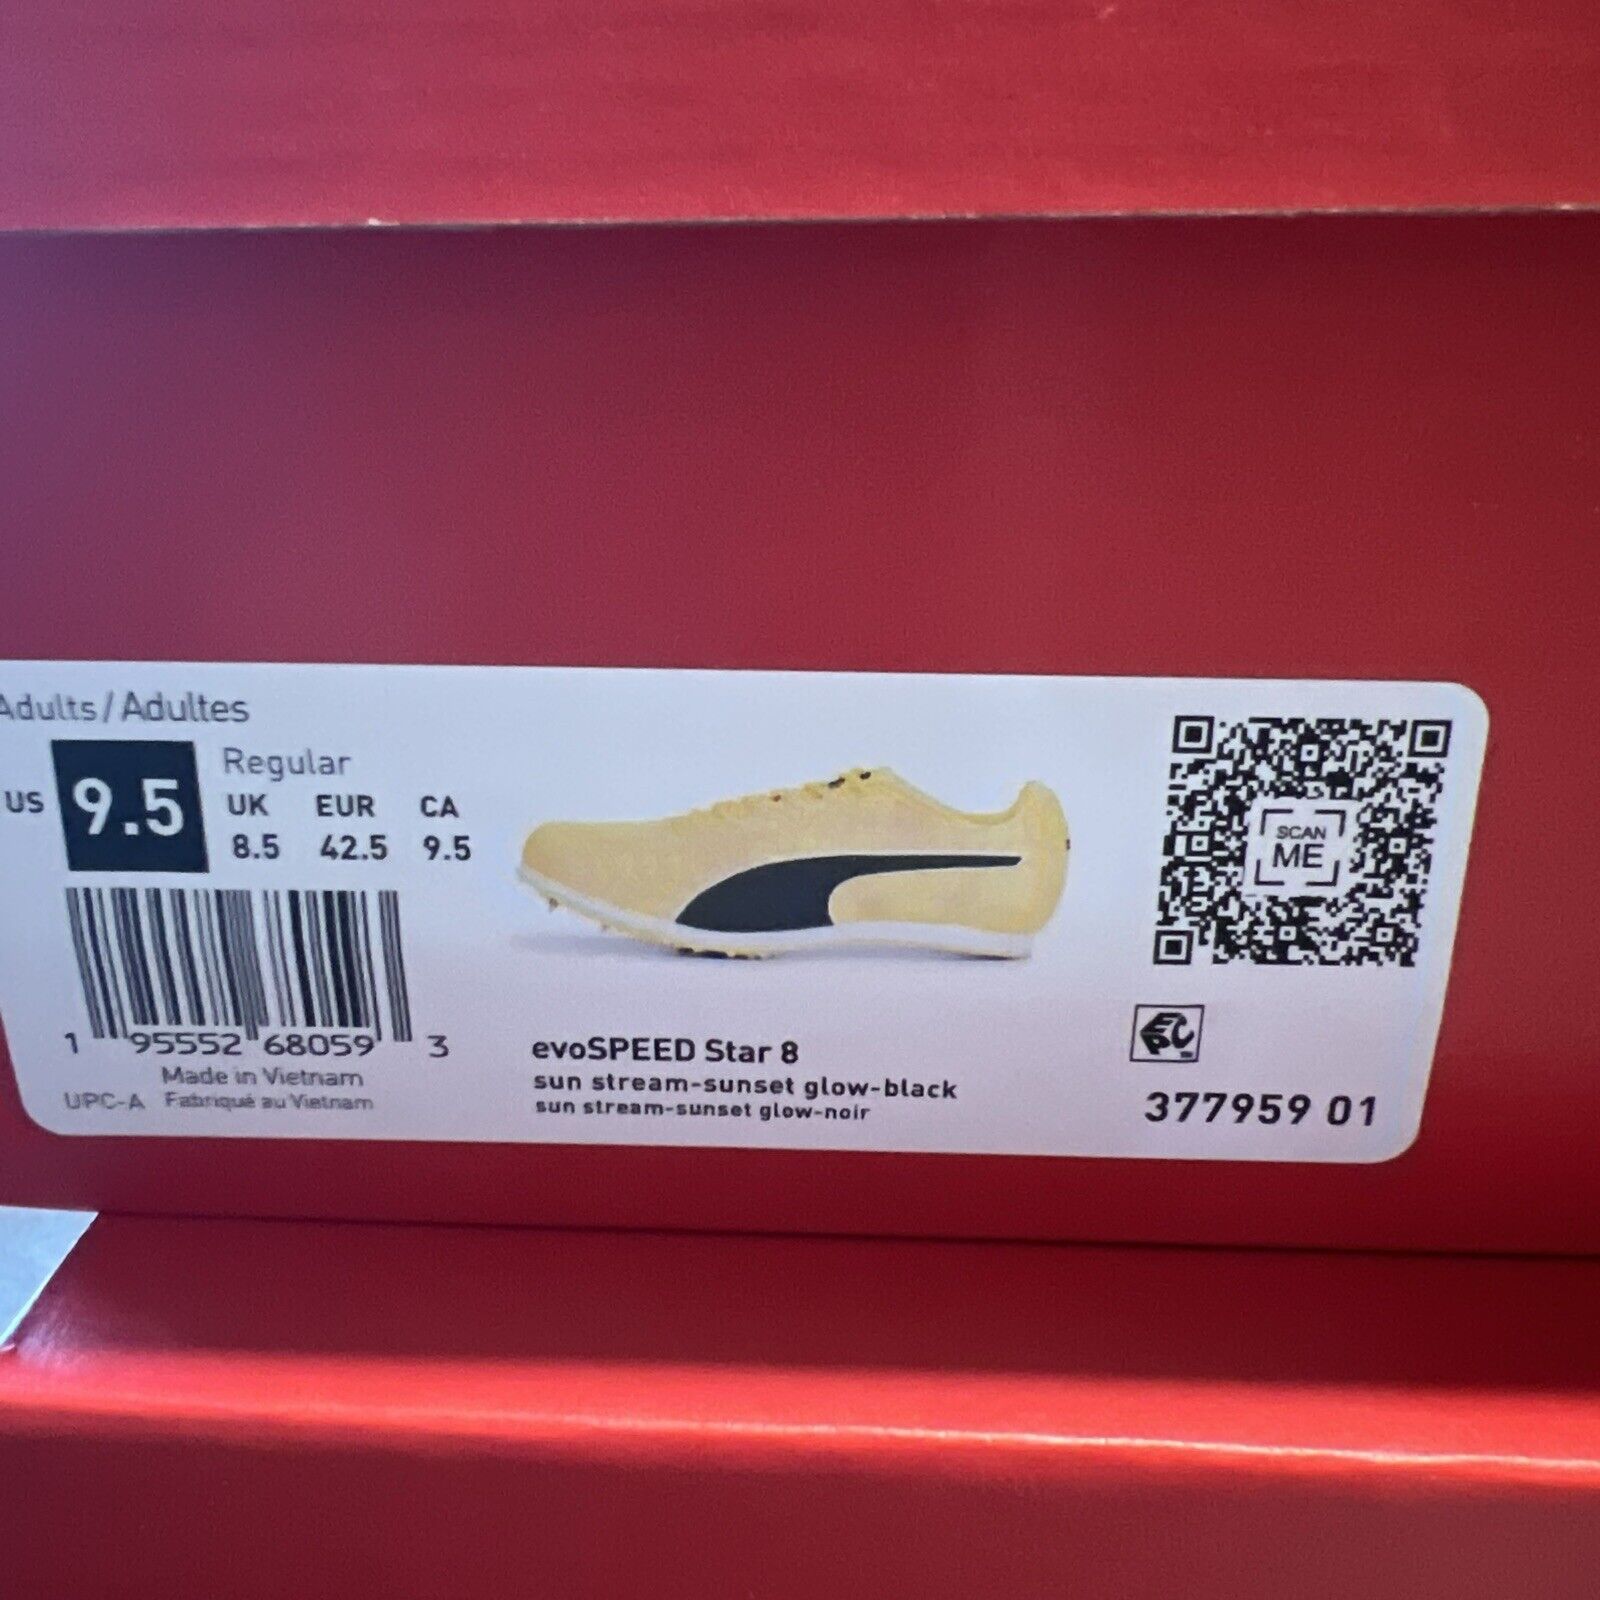 Adults/Adultes
US 9.5
Regular
UK EUR CA
8.5 42.5 9.5
1 95552 68059 3
Made in Vietnam
UPC-A Fabriqué au Vietnam
evoSPEED Star 8
sun stream-sunset glow-black
sun stream-sunset glow-noir
SCAN
ME
EPC
377959 01